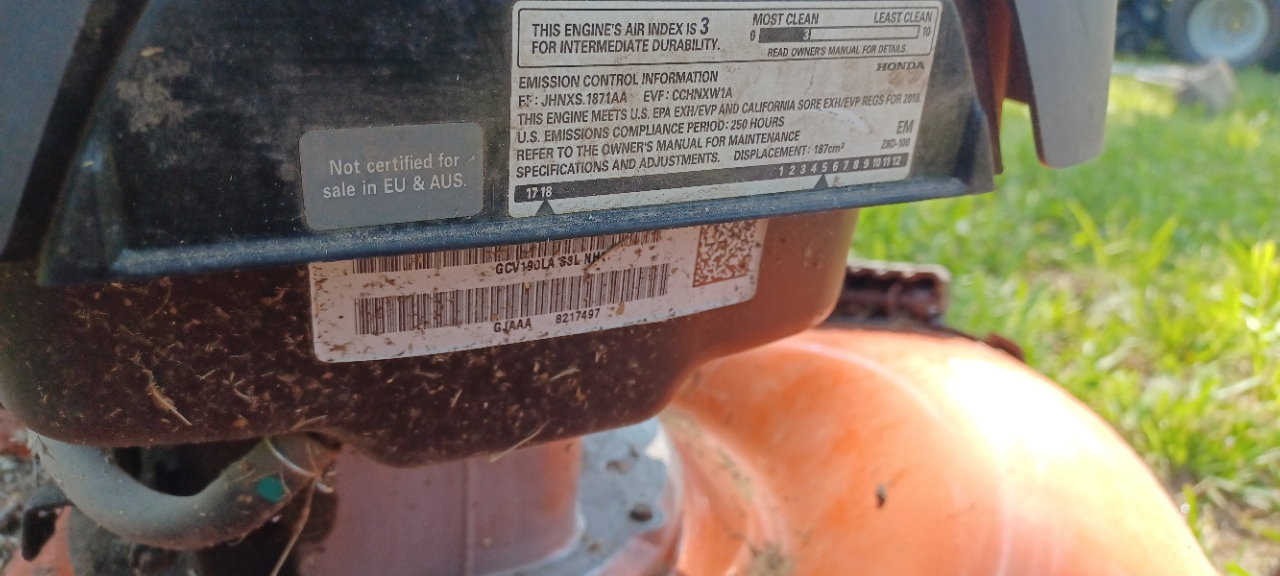 THIS ENGINE'S AIR INDEX IS 3
FOR INTERMEDIATE DURABILITY.
MOST CLEAN LEAST CLEAN
0 3 10
READ OWNER'S MANUAL FOR DETAILS.
HONDA
EMISSION CONTROL INFORMATION
EF : JHNXS.1871AA EVF : CCHNXW1A
THIS ENGINE MEETS U.S. EPA EXH/EVP AND CALIFORNIA SORE EXH/EVP REGS FOR 2018
U.S. EMISSIONS COMPLIANCE PERIOD: 250 HOURS
REFER TO THE OWNER'S MANUAL FOR MAINTENANCE
SPECIFICATIONS AND ADJUSTMENTS. DISPLACEMENT: 187cm³
EM
Z8D-100
17 18
1 2 3 4 5 6 7 8 9 10 11 12
Not certified for
sale in EU & AUS.
GCV190LA S3L
GJAAA 8217497